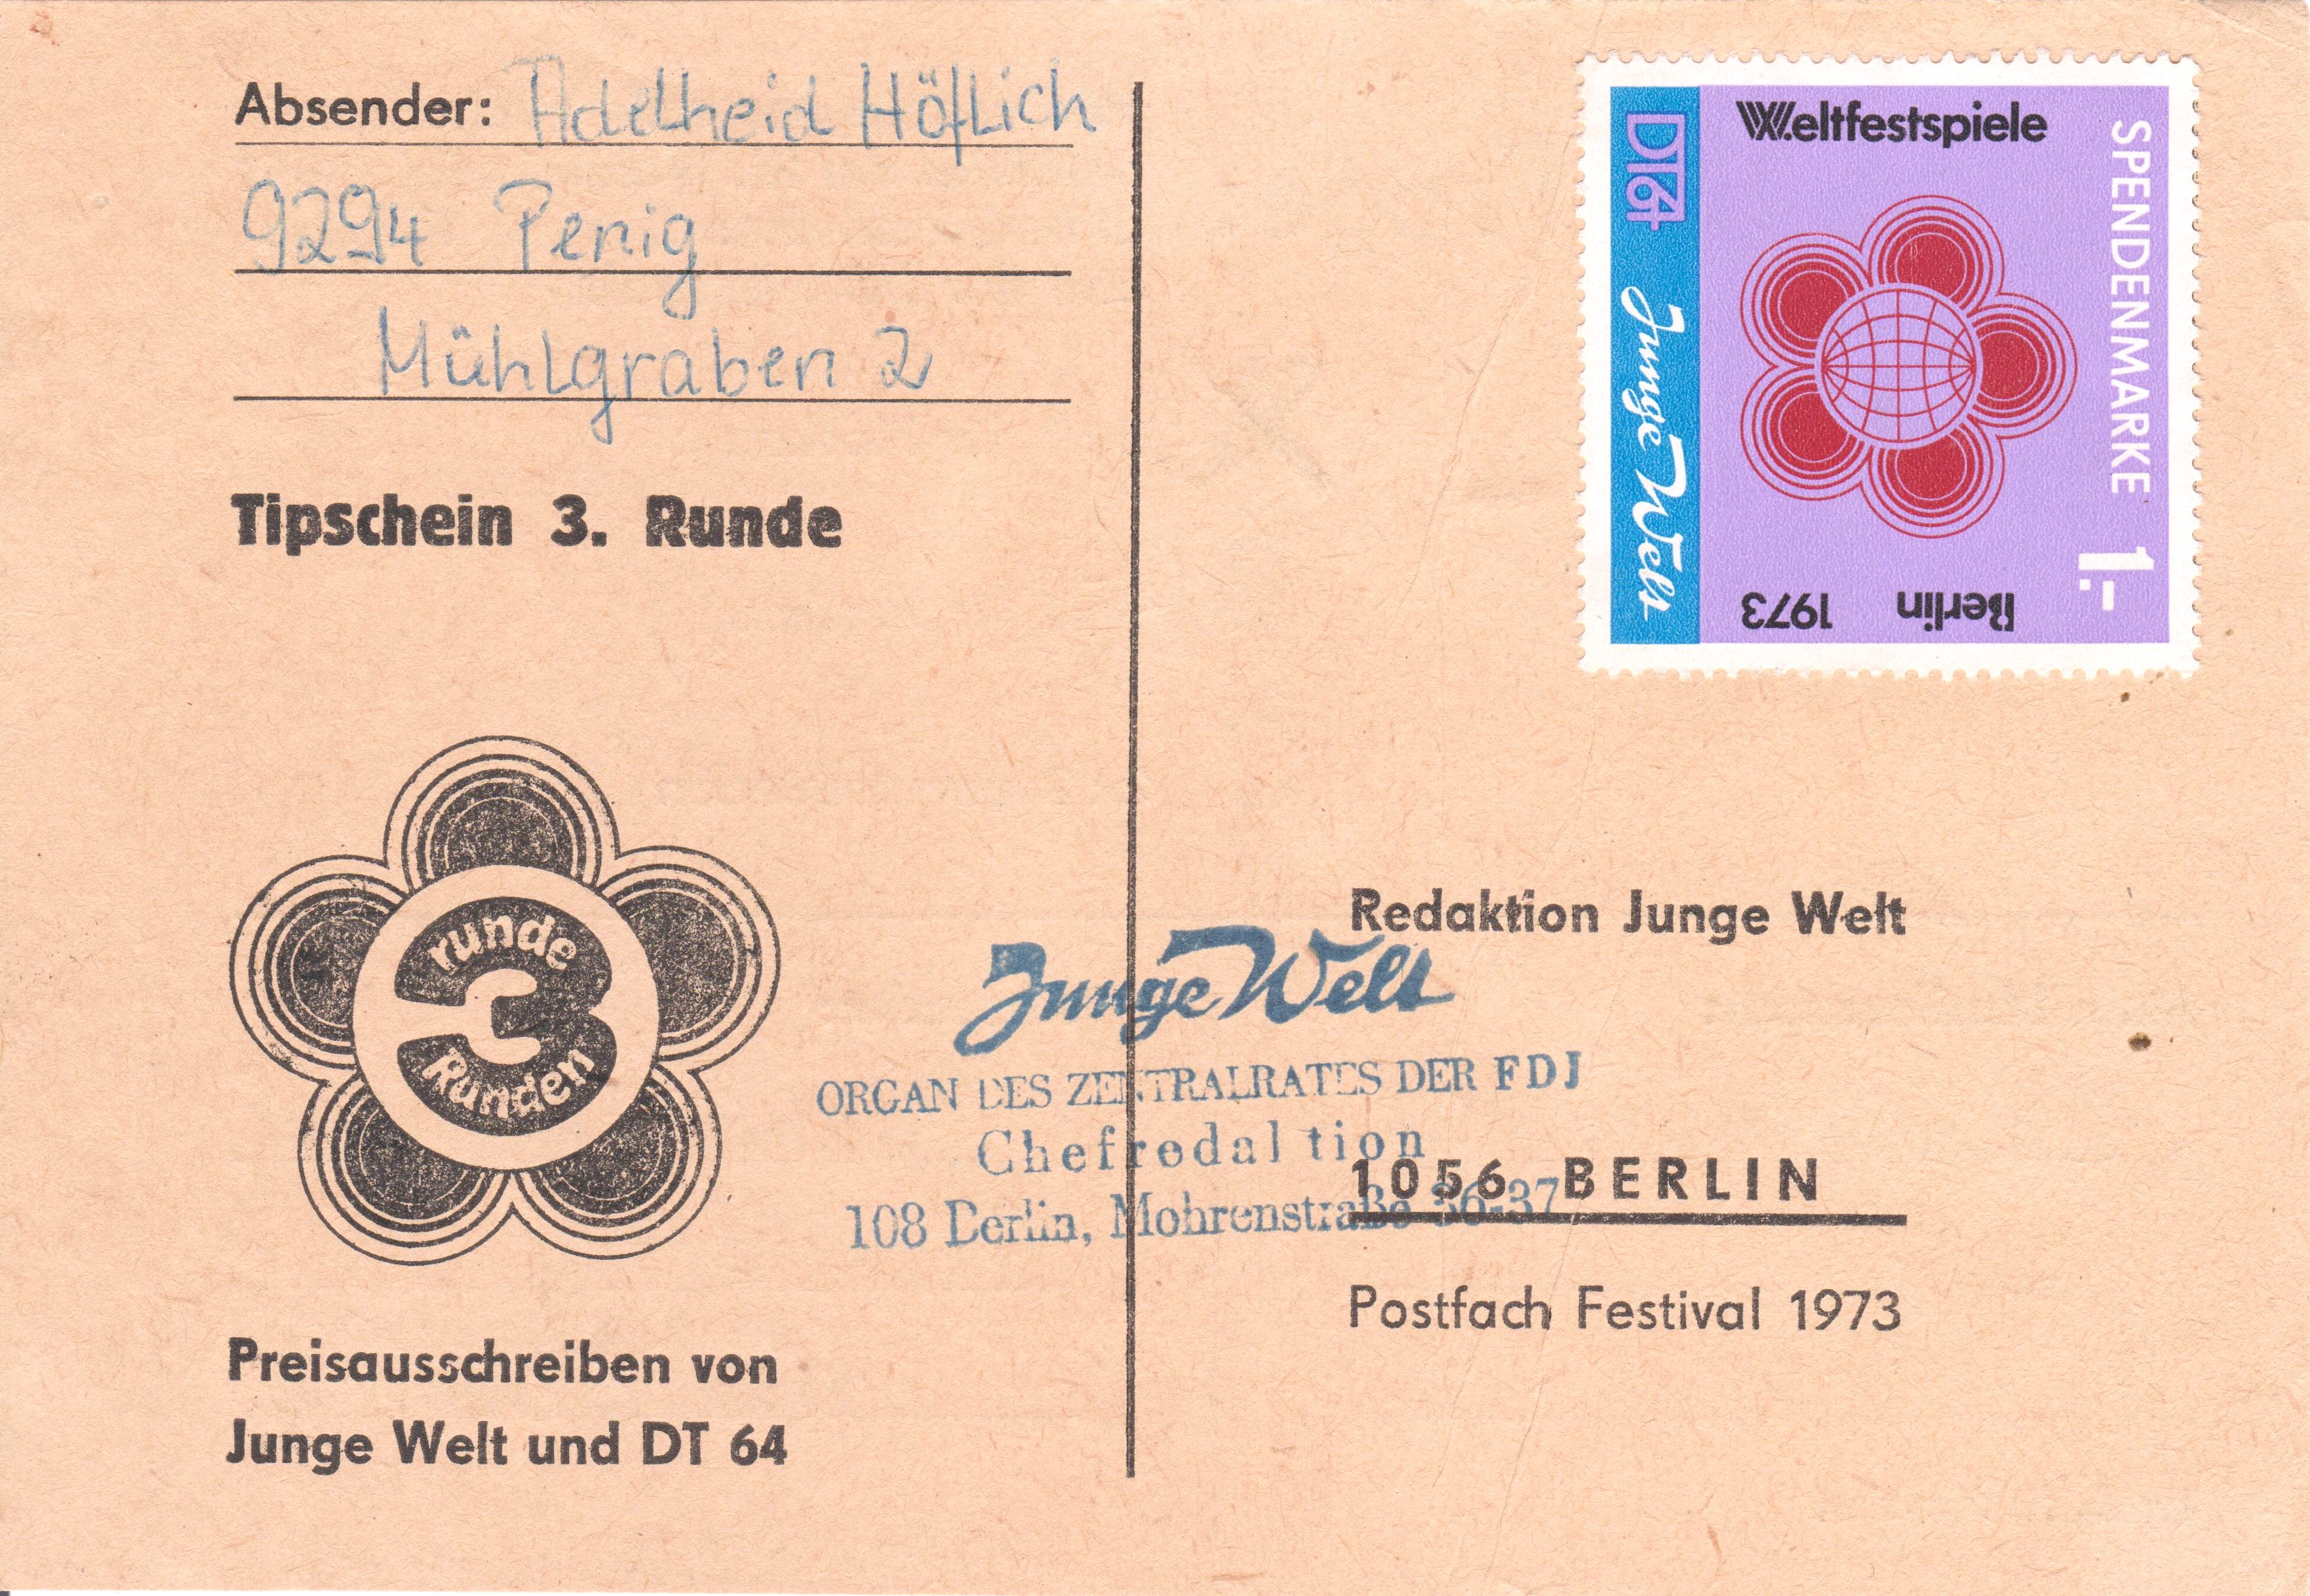 Absender: Adelheid Höflich
9294 Penig
Mühlgraben 2
Tipschein 3. Runde
runde
3
Runden
Preisausschreiben von
Junge Welt und DT 64
DT64 Junge Welt
X.Weltfestspiele
Berlin 1973
SPENDENMARKE 1.-
Redaktion Junge Welt
1056 BERLIN
Postfach Festival 1973
Junge Welt
ORGAN DES ZENTRALRATES DER FDJ
Chefredaktion
108 Berlin, Mohrenstraße 36-37